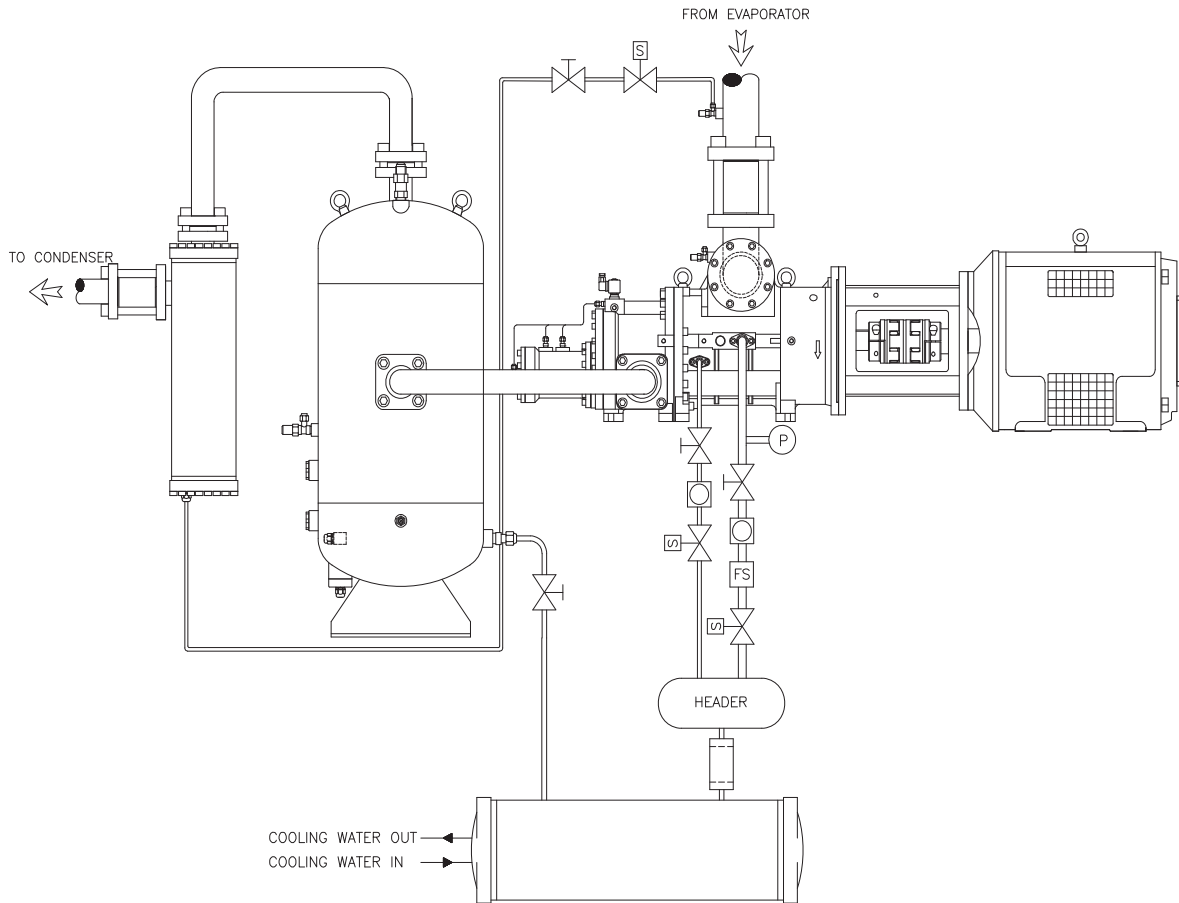 FROM EVAPORATOR
S
TO CONDENSER
P
S
FS
S
HEADER
COOLING WATER OUT
COOLING WATER IN